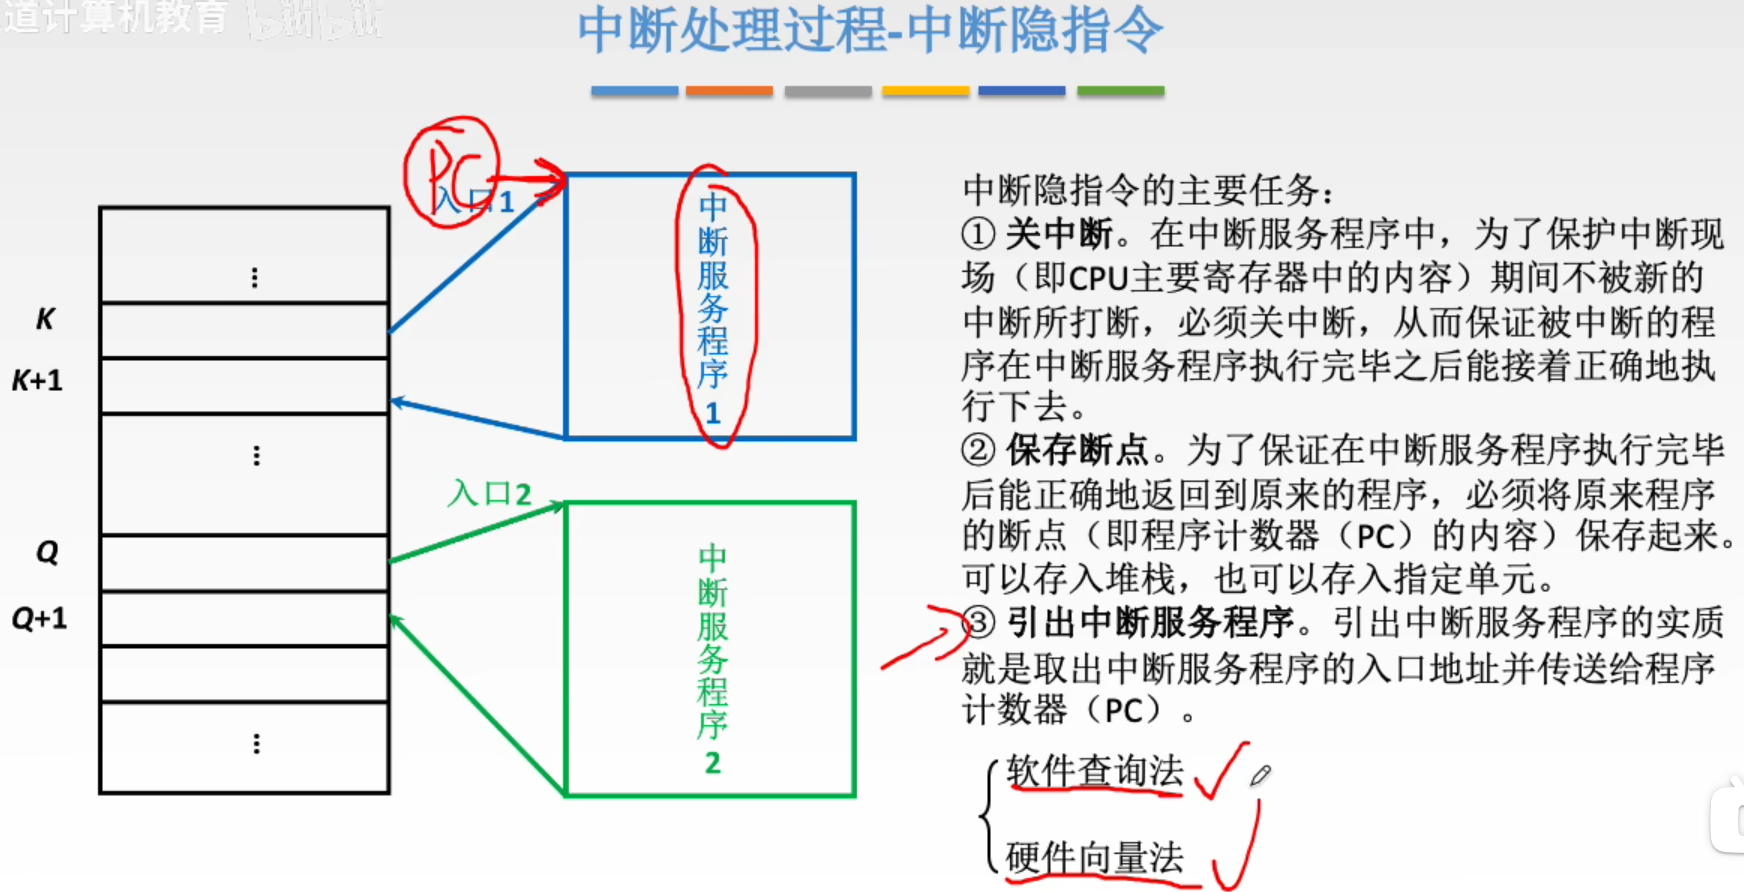 道计算机教育 bilibili
中断处理过程-中断隐指令
PC
入口1
中断服务程序1
K
K+1
入口2
中断服务程序2
Q
Q+1
中断隐指令的主要任务：
① 关中断。在中断服务程序中，为了保护中断现
场（即CPU主要寄存器中的内容）期间不被新的
中断所打断，必须关中断，从而保证被中断的程
序在中断服务程序执行完毕之后能接着正确地执
行下去。
② 保存断点。为了保证在中断服务程序执行完毕
后能正确地返回到原来的程序，必须将原来程序
的断点（即程序计数器（PC）的内容）保存起来。
可以存入堆栈，也可以存入指定单元。
③ 引出中断服务程序。引出中断服务程序的实质
就是取出中断服务程序的入口地址并传送给程序
计数器（PC）。
软件查询法
硬件向量法